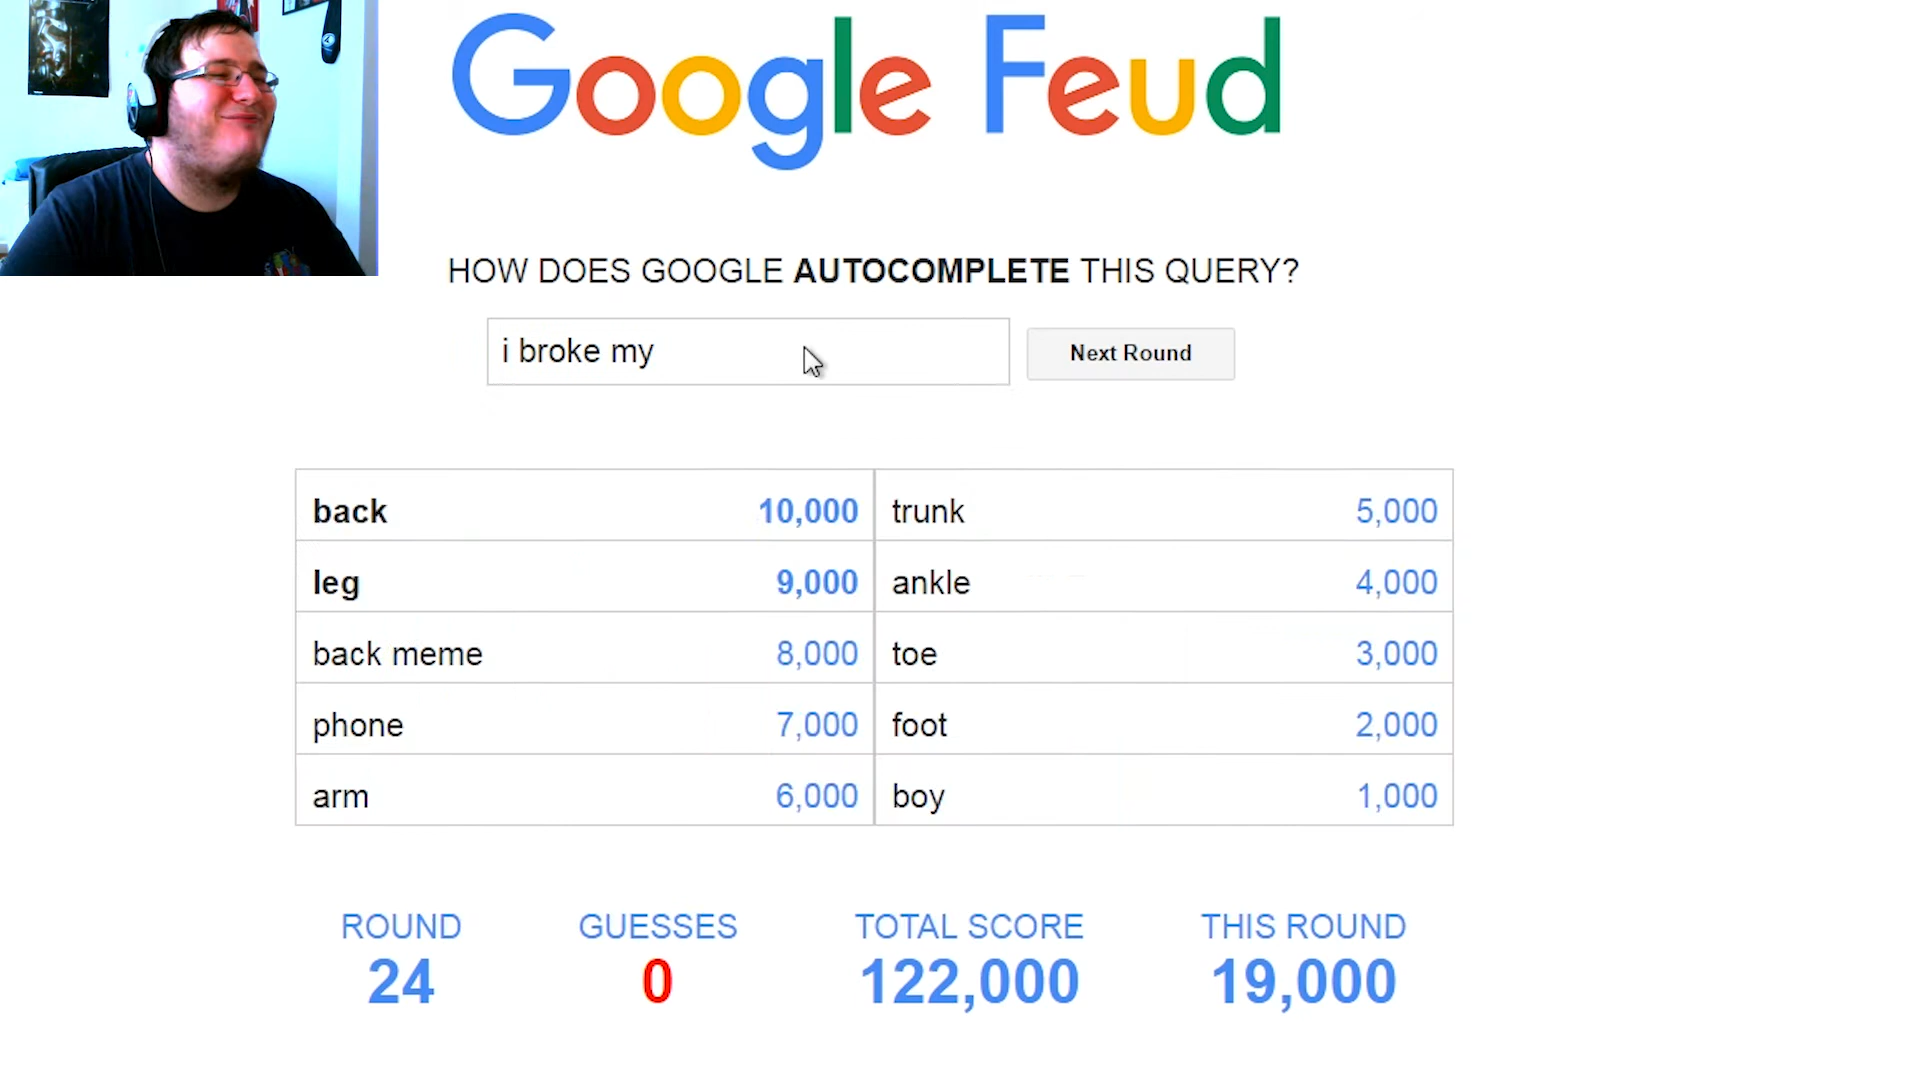 Google Feud
HOW DOES GOOGLE AUTOCOMPLETE THIS QUERY?
i broke my
Next Round
back 10,000
leg 9,000
back meme 8,000
phone 7,000
arm 6,000
trunk 5,000
ankle 4,000
toe 3,000
foot 2,000
boy 1,000
ROUND GUESSES TOTAL SCORE THIS ROUND
24 0 122,000 19,000